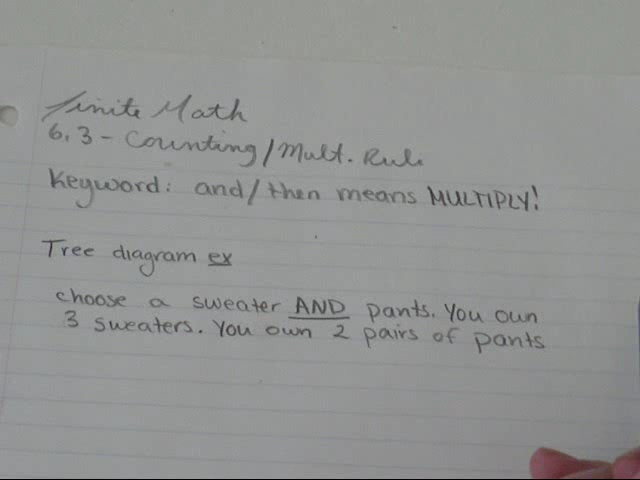 Finite Math
6.3 - Counting/Mult. Rule
Keyword: and/then means MULTIPLY!
Tree diagram ex
choose a sweater AND pants. You own
3 sweaters. You own 2 pairs of pants